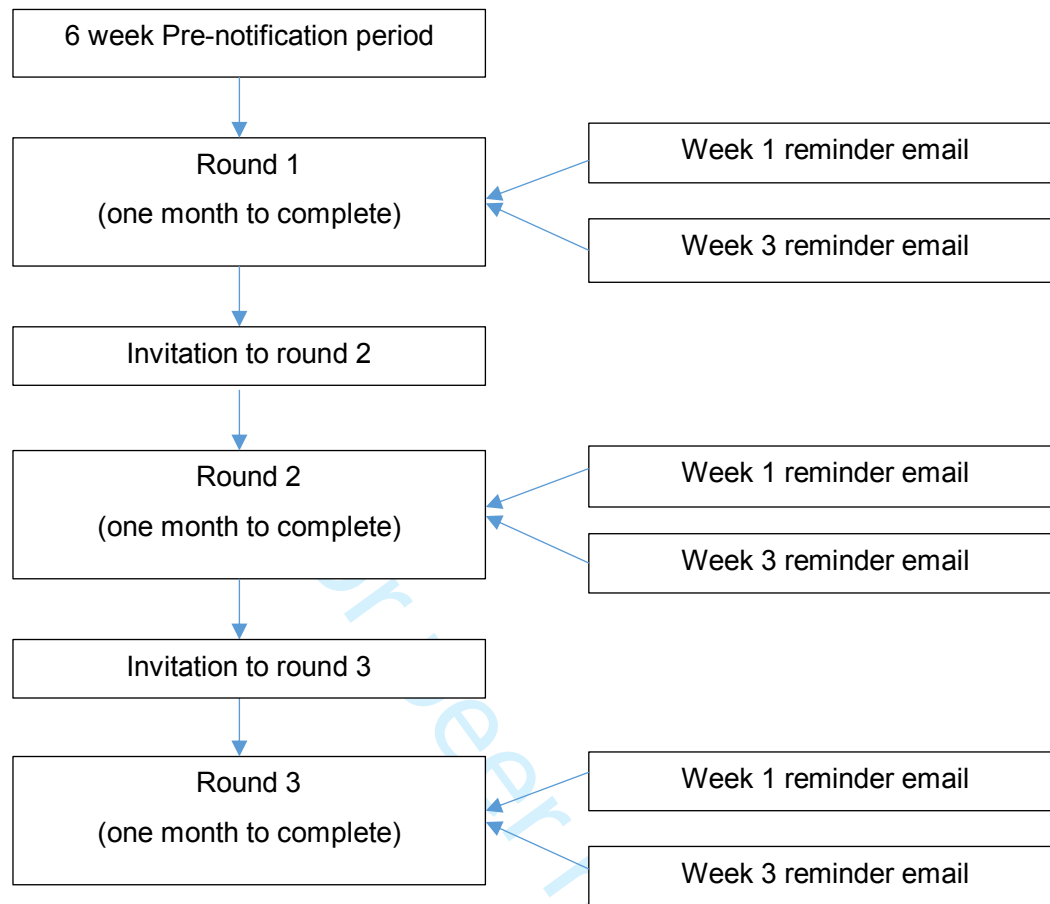 6 week Pre-notification period
Round 1
(one month to complete)
Week 1 reminder email
Week 3 reminder email
Invitation to round 2
Round 2
(one month to complete)
Week 1 reminder email
Week 3 reminder email
Invitation to round 3
Round 3
(one month to complete)
Week 1 reminder email
Week 3 reminder email
peer